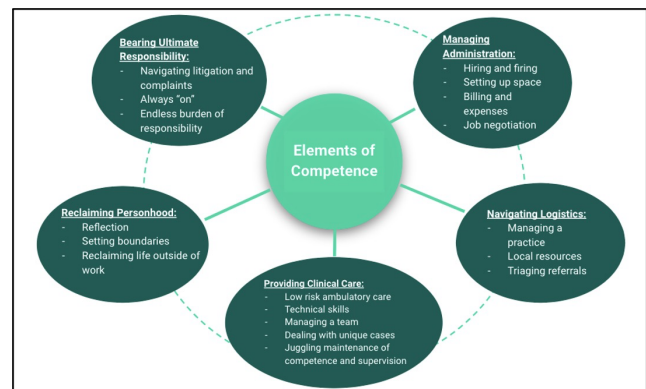 Bearing Ultimate
Responsibility:
- Navigating litigation and
complaints
- Always “on”
- Endless burden of
responsibility
Managing
Administration:
- Hiring and firing
- Setting up space
- Billing and
expenses
- Job negotiation
Elements of
Competence
Reclaiming Personhood:
- Reflection
- Setting boundaries
- Reclaiming life outside of
work
Navigating Logistics:
- Managing a
practice
- Local resources
- Triaging referrals
Providing Clinical Care:
- Low risk ambulatory care
- Technical skills
- Managing a team
- Dealing with unique cases
- Juggling maintenance of
competence and supervision